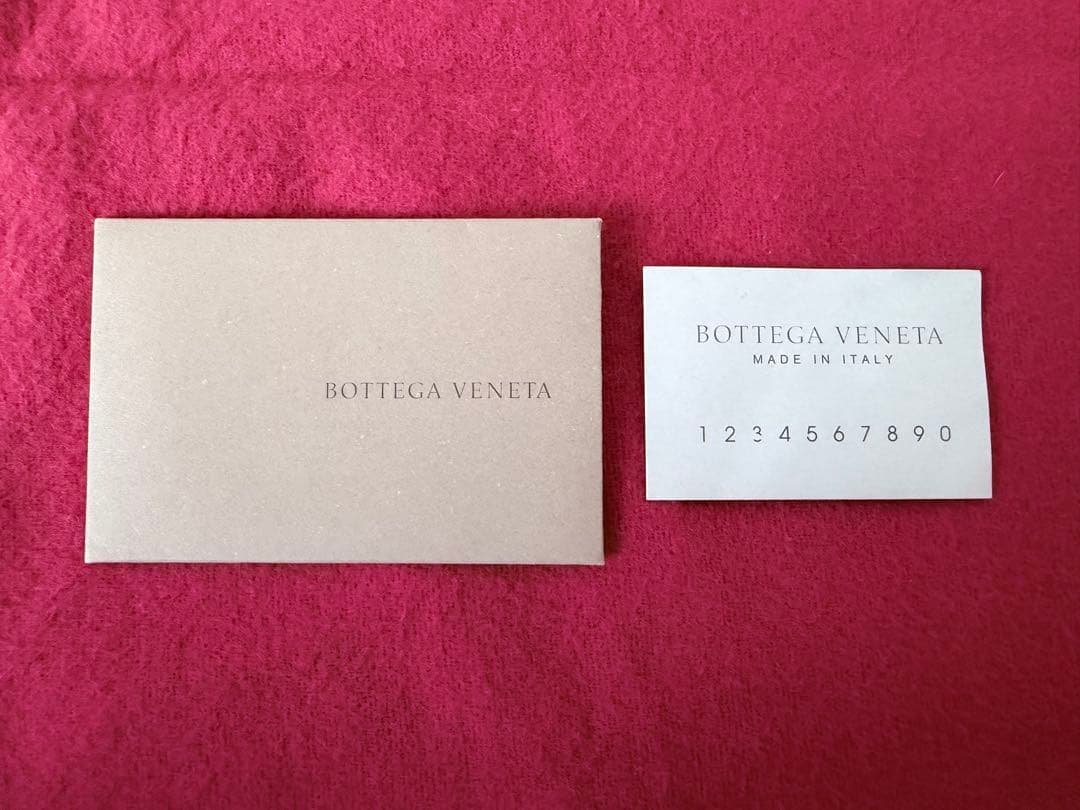 BOTTEGA VENETA
BOTTEGA VENETA
MADE IN ITALY
1 2 3 4 5 6 7 8 9 0